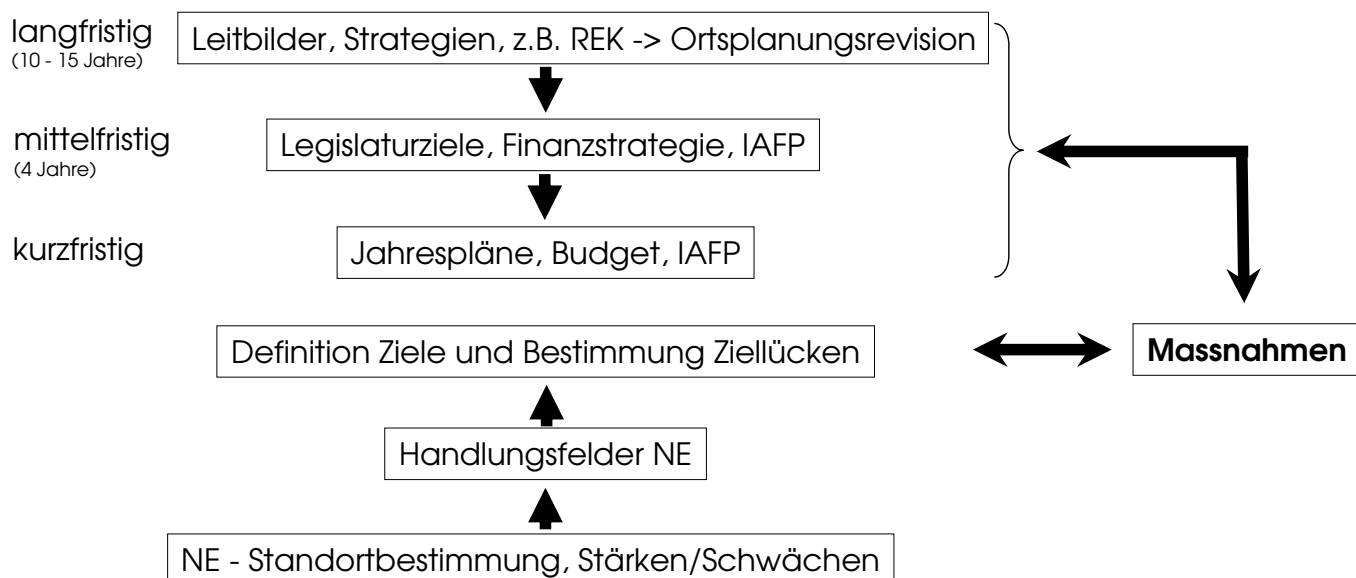 langfristig
(10 - 15 Jahre)
Leitbilder, Strategien, z.B. REK -> Ortsplanungsrevision
mittelfristig
(4 Jahre)
Legislaturziele, Finanzstrategie, IAFP
kurzfristig
Jahrespläne, Budget, IAFP
Definition Ziele und Bestimmung Ziellücken
Massnahmen
Handlungsfelder NE
NE - Standortbestimmung, Stärken/Schwächen